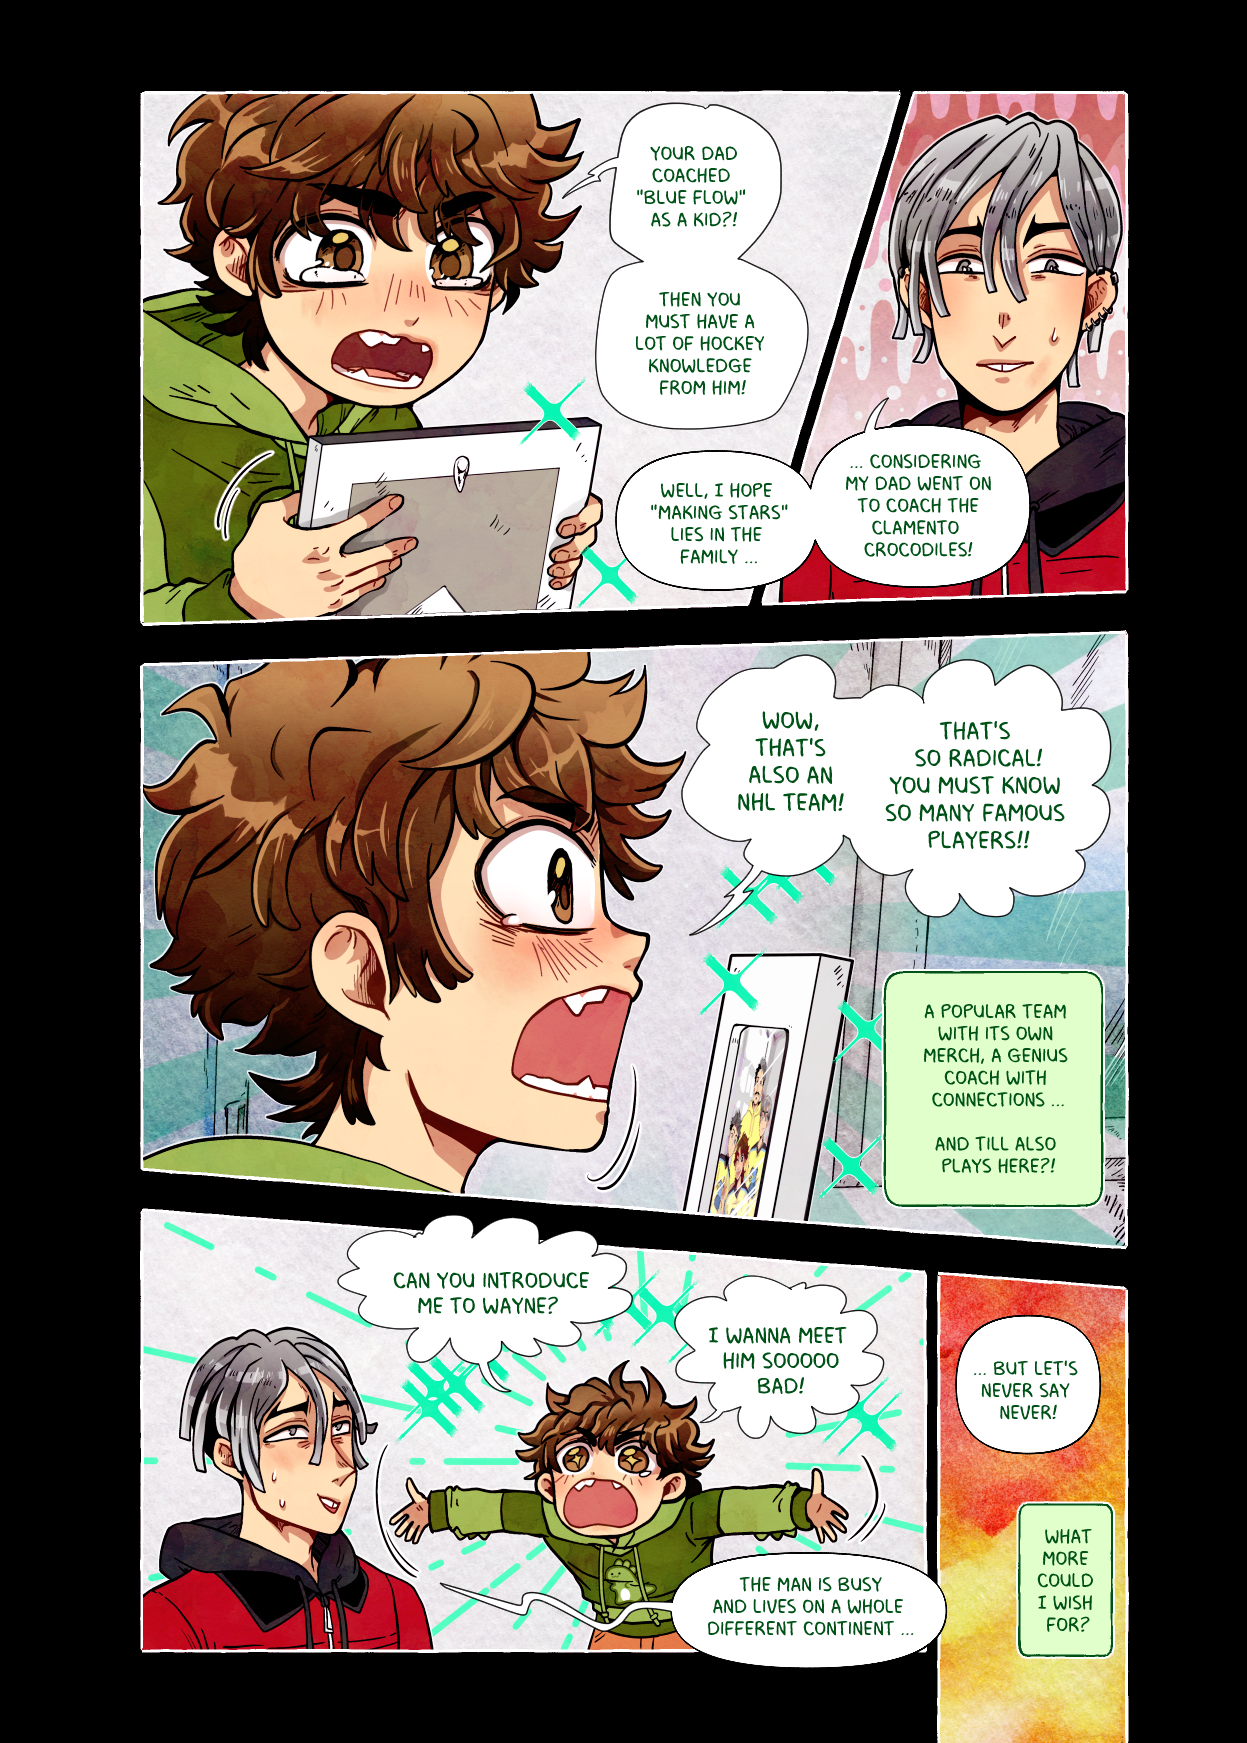 YOUR DAD
COACHED
"BLUE FLOW"
AS A KID?!
THEN YOU
MUST HAVE A
LOT OF HOCKEY
KNOWLEDGE
FROM HIM!
WELL, I HOPE
"MAKING STARS"
LIES IN THE
FAMILY ...
... CONSIDERING
MY DAD WENT ON
TO COACH THE
CLAMENTO
CROCODILES!
WOW,
THAT'S
ALSO AN
NHL TEAM!
THAT'S
SO RADICAL!
YOU MUST KNOW
SO MANY FAMOUS
PLAYERS!!
A POPULAR TEAM
WITH ITS OWN
MERCH, A GENIUS
COACH WITH
CONNECTIONS ...
AND TILL ALSO
PLAYS HERE?!
CAN YOU INTRODUCE
ME TO WAYNE?
I WANNA MEET
HIM SOOOOO
BAD!
THE MAN IS BUSY
AND LIVES ON A WHOLE
DIFFERENT CONTINENT ...
... BUT LET'S
NEVER SAY
NEVER!
WHAT
MORE
COULD
I WISH
FOR?